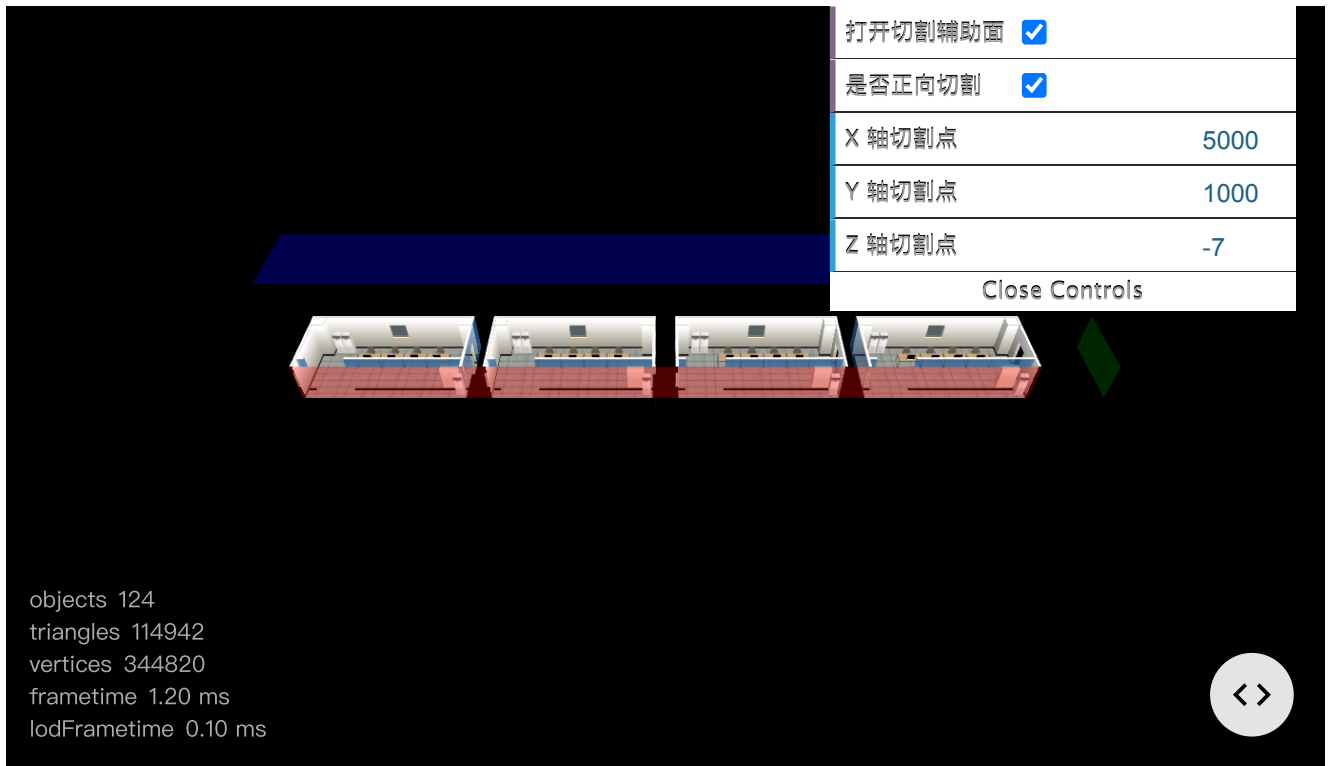 打开切割辅助面
是否正向切割
X 轴切割点 5000
Y 轴切割点 1000
Z 轴切割点 -7
Close Controls
objects 124
triangles 114942
vertices 344820
frametime 1.20 ms
lodFrametime 0.10 ms